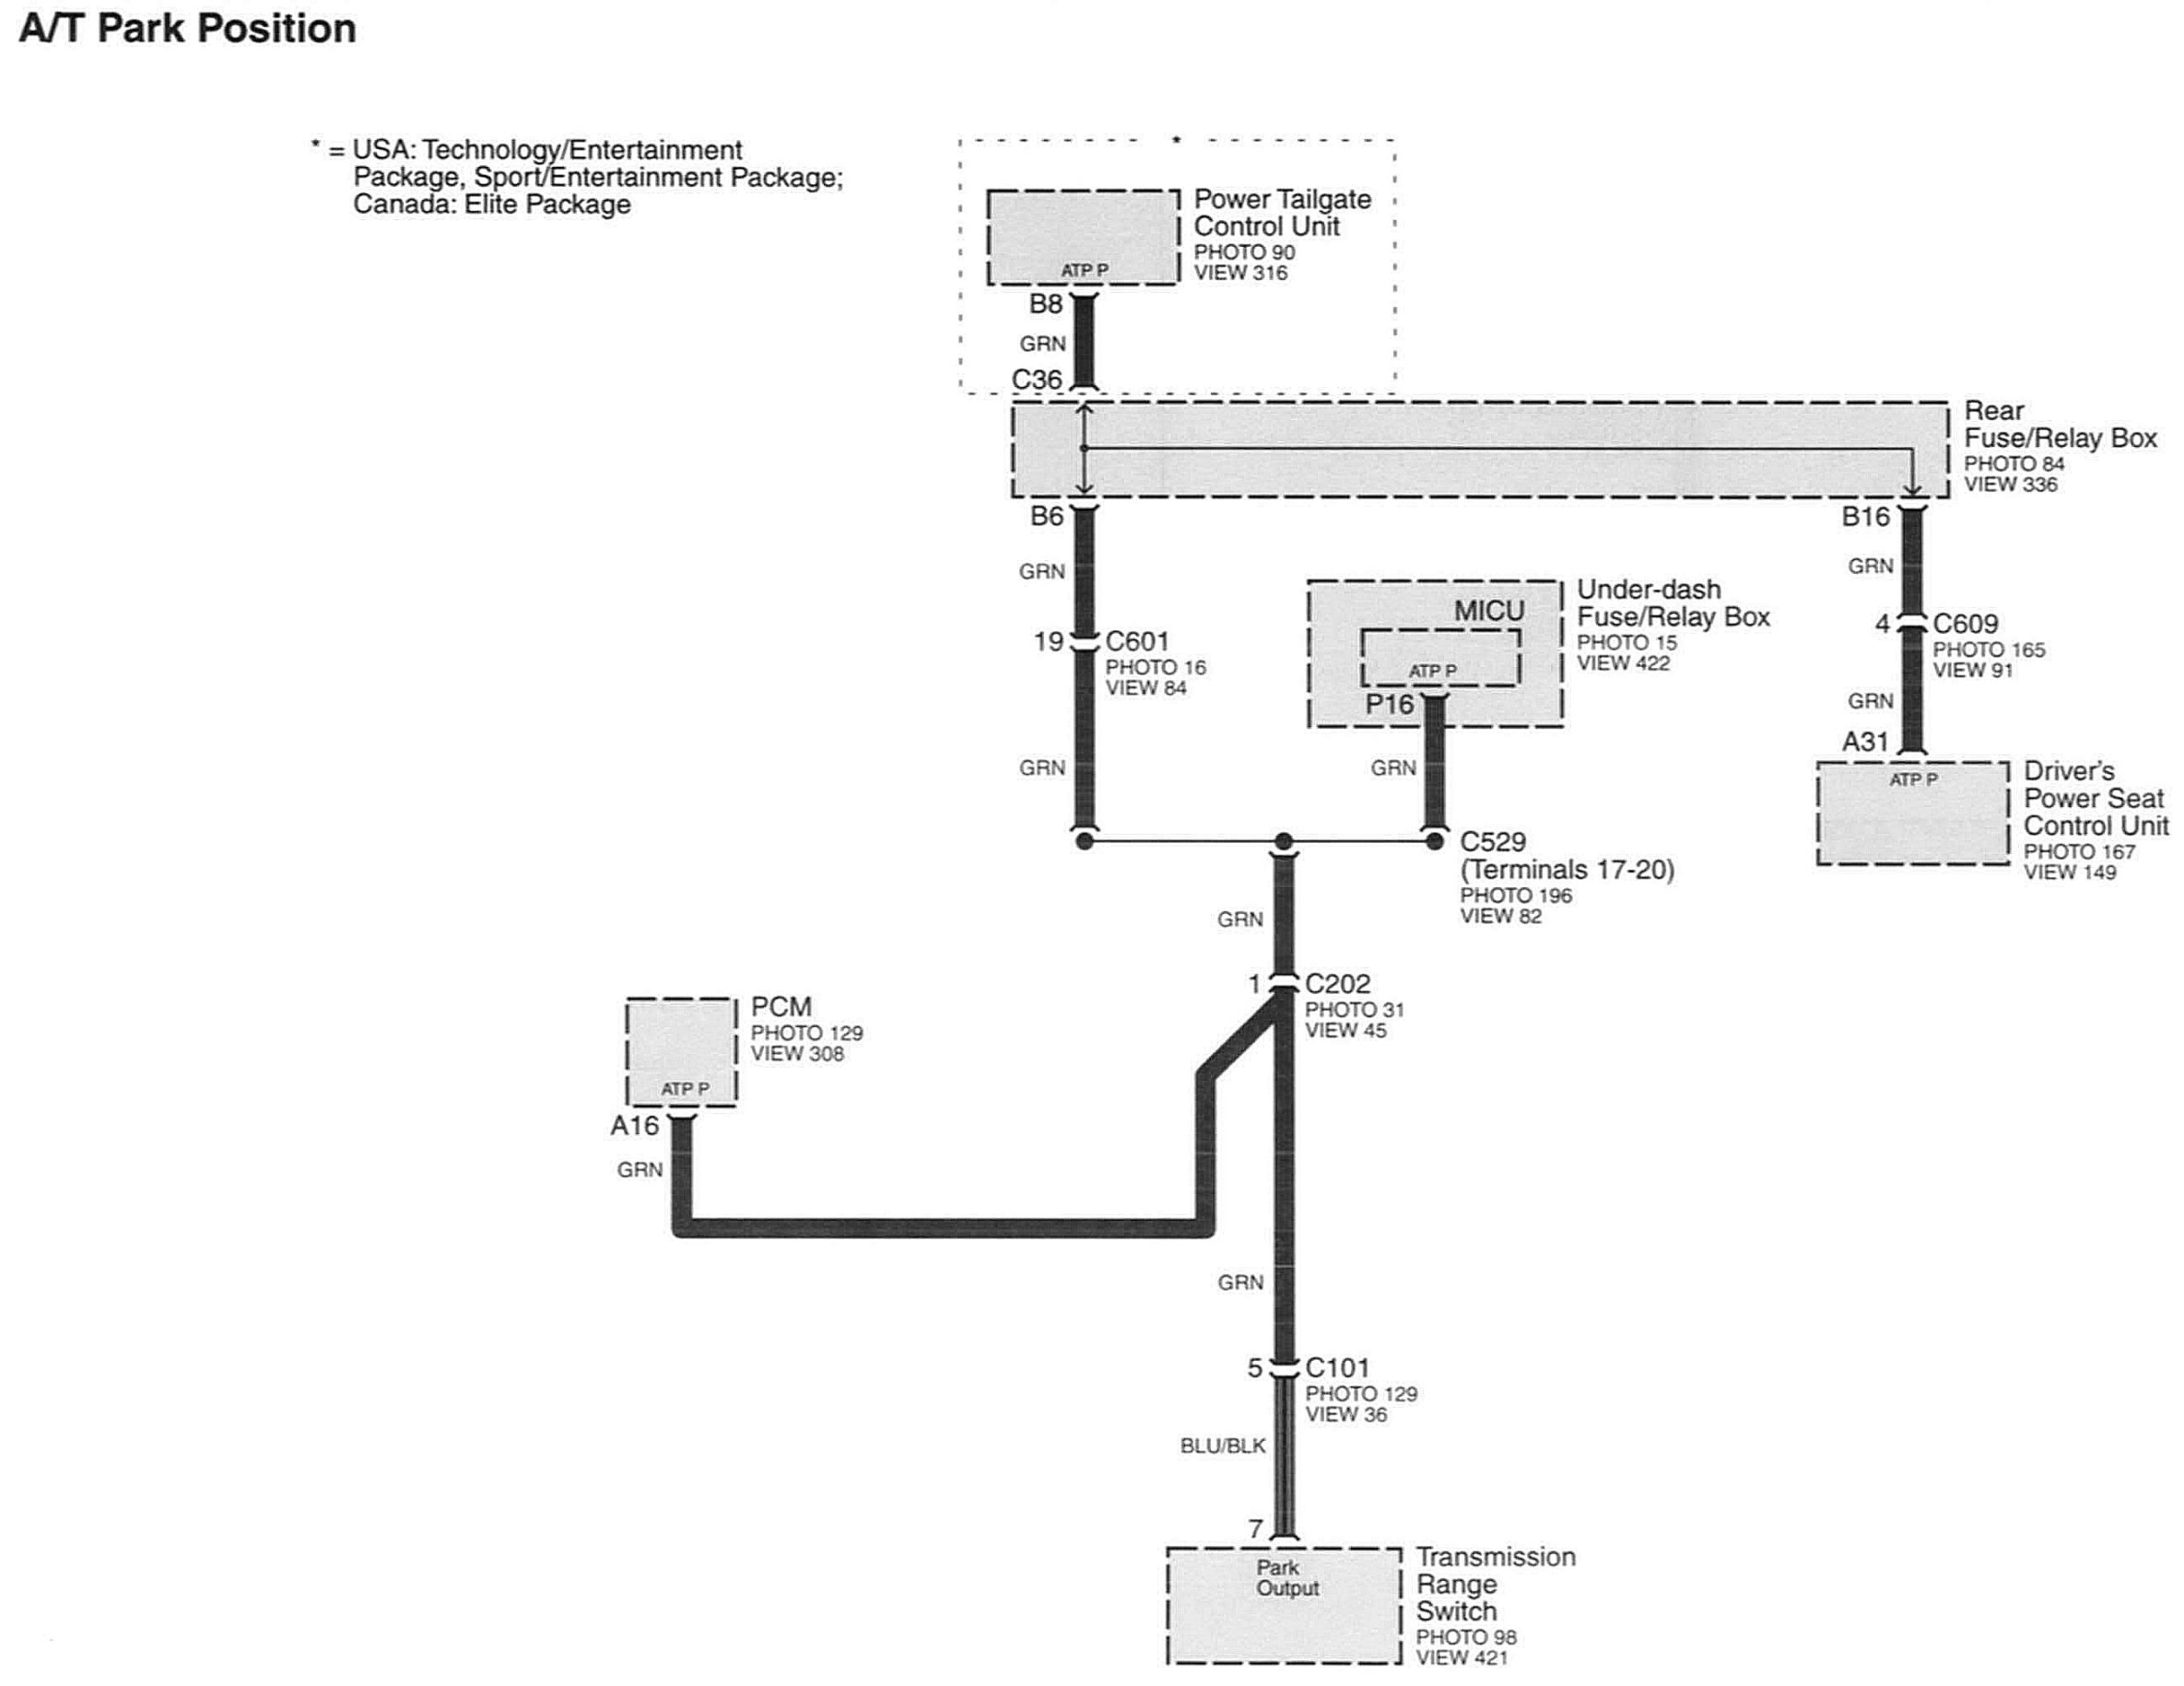 A/T Park Position
* = USA: Technology/Entertainment
Package, Sport/Entertainment Package;
Canada: Elite Package
*
Power Tailgate
Control Unit
PHOTO 90
VIEW 316
ATP P
B8
GRN
C36
Rear
Fuse/Relay Box
PHOTO 84
VIEW 336
B6
GRN
19
C601
PHOTO 16
VIEW 84
GRN
MICU
ATP P
P16
Under-dash
Fuse/Relay Box
PHOTO 15
VIEW 422
GRN
B16
GRN
4
C609
PHOTO 165
VIEW 91
GRN
A31
ATP P
Driver's
Power Seat
Control Unit
PHOTO 167
VIEW 149
C529
(Terminals 17-20)
PHOTO 196
VIEW 82
GRN
1
C202
PHOTO 31
VIEW 45
PCM
PHOTO 129
VIEW 308
ATP P
A16
GRN
GRN
5
C101
PHOTO 129
VIEW 36
BLU/BLK
7
Park
Output
Transmission
Range
Switch
PHOTO 98
VIEW 421